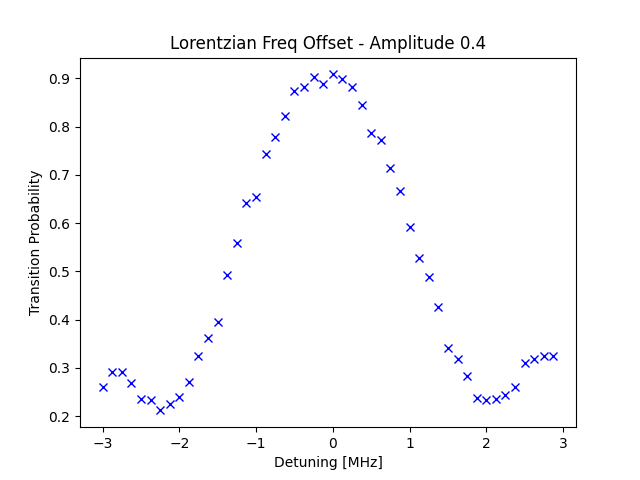 Lorentzian Freq Offset - Amplitude 0.4
0.9
0.8
0.7
0.6
0.5
0.4
0.3
0.2
Transition Probability
−3 −2 −1 0 1 2 3
Detuning [MHz]